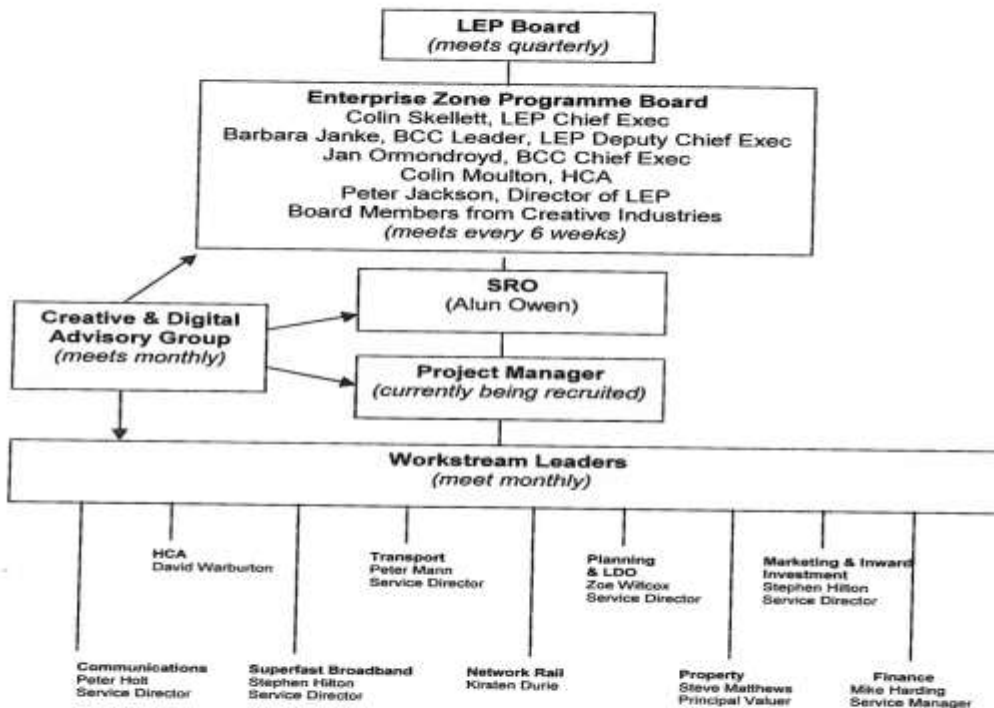 LEP Board
(meets quarterly)
Enterprise Zone Programme Board
Colin Skellett, LEP Chief Exec
Barbara Janke, BCC Leader, LEP Deputy Chief Exec
Jan Ormondroyd, BCC Chief Exec
Colin Moulton, HCA
Peter Jackson, Director of LEP
Board Members from Creative Industries
(meets every 6 weeks)
SRO
(Alun Owen)
Creative & Digital
Advisory Group
(meets monthly)
Project Manager
(currently being recruited)
Workstream Leaders
(meet monthly)
HCA
David Warburton
Transport
Peter Mann
Service Director
Planning
& LDO
Zoe Willcox
Service Director
Marketing & Inward
Investment
Stephen Hilton
Service Director
Communications
Peter Holt
Service Director
Superfast Broadband
Stephen Hilton
Service Director
Network Rail
Kirsten Durie
Property
Steve Matthews
Principal Valuer
Finance
Mike Harding
Service Manager